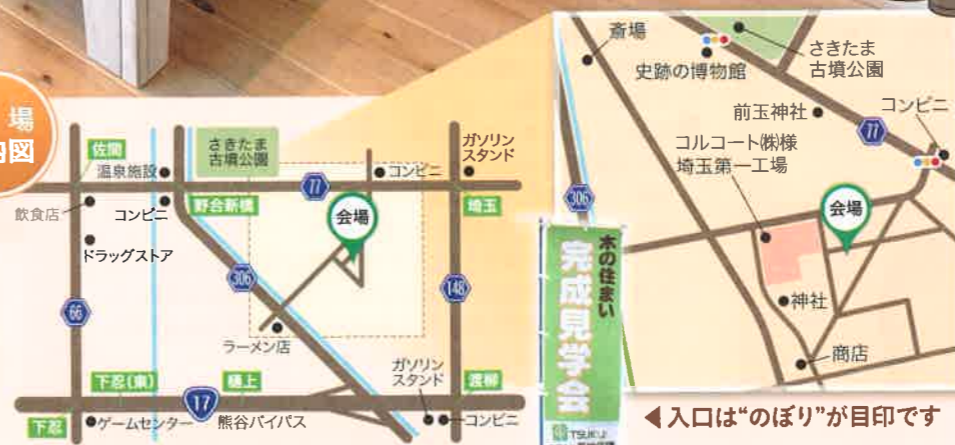 場
内図
佐間
温泉施設
さきたま
古墳公園
コンビニ
ガソリン
スタンド
77
飲食店
コンビニ
野合新橋
会場
埼玉
ドラッグストア
306
148
66
ラーメン店
ガソリン
スタンド
下忍(東)
樋上
渡柳
17
下忍
ゲームセンター
熊谷バイパス
コンビニ
斎場
史跡の博物館
さきたま
古墳公園
前玉神社
コンビニ
77
コルコート㈱様
埼玉第一工場
306
会場
神社
商店
木の住まい
完成見学会
TSUKU
◀入口は“のぼり”が目印です